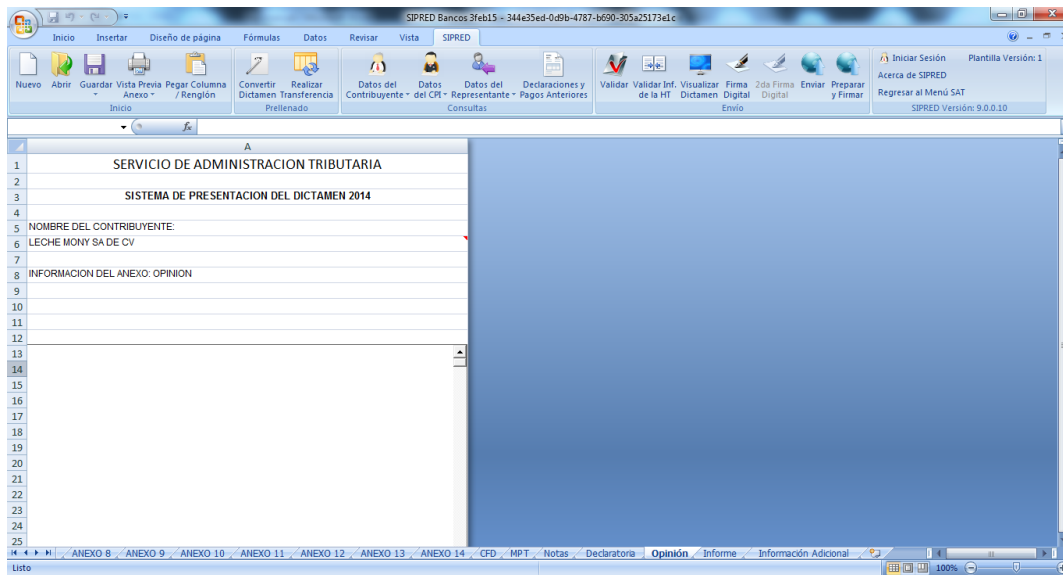 SIPRED Bancos 3feb15 - 344e35ed-0d9b-4787-b690-305a25173e1c
Inicio Insertar Diseño de página Fórmulas Datos Revisar Vista SIPRED
Nuevo Abrir Guardar Vista Previa Anexo Pegar Columna / Renglón
Convertir Dictamen Realizar Transferencia
Datos del Contribuyente Datos del CPI Datos del Representante Declaraciones y Pagos Anteriores
Validar Validar Inf. de la HT Visualizar Dictamen Firma Digital 2da Firma Digital Enviar Preparar y Firmar
Iniciar Sesión Plantilla Versión: 1
Acerca de SIPRED
Regresar al Menú SAT
Inicio Prellenado Consultas Envío SIPRED Versión: 9.0.0.10
fx
A
1 SERVICIO DE ADMINISTRACION TRIBUTARIA
2
3 SISTEMA DE PRESENTACION DEL DICTAMEN 2014
4
5 NOMBRE DEL CONTRIBUYENTE:
6 LECHE MONY SA DE CV
7
8 INFORMACION DEL ANEXO: OPINION
9
10
11
12
13
14
15
16
17
18
19
20
21
22
23
24
25
ANEXO 8 ANEXO 9 ANEXO 10 ANEXO 11 ANEXO 12 ANEXO 13 ANEXO 14 CFD MPT Notas Declaratoria Opinión Informe Información Adicional
Listo 100%